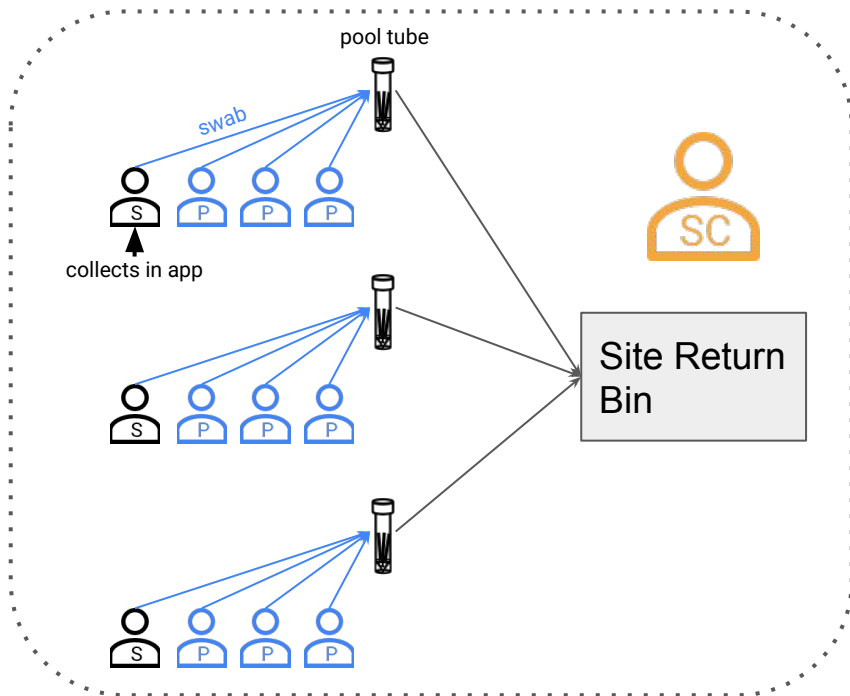 pool tube
swab
S P P P
SC
collects in app
Site Return
Bin
S P P P
S P P P